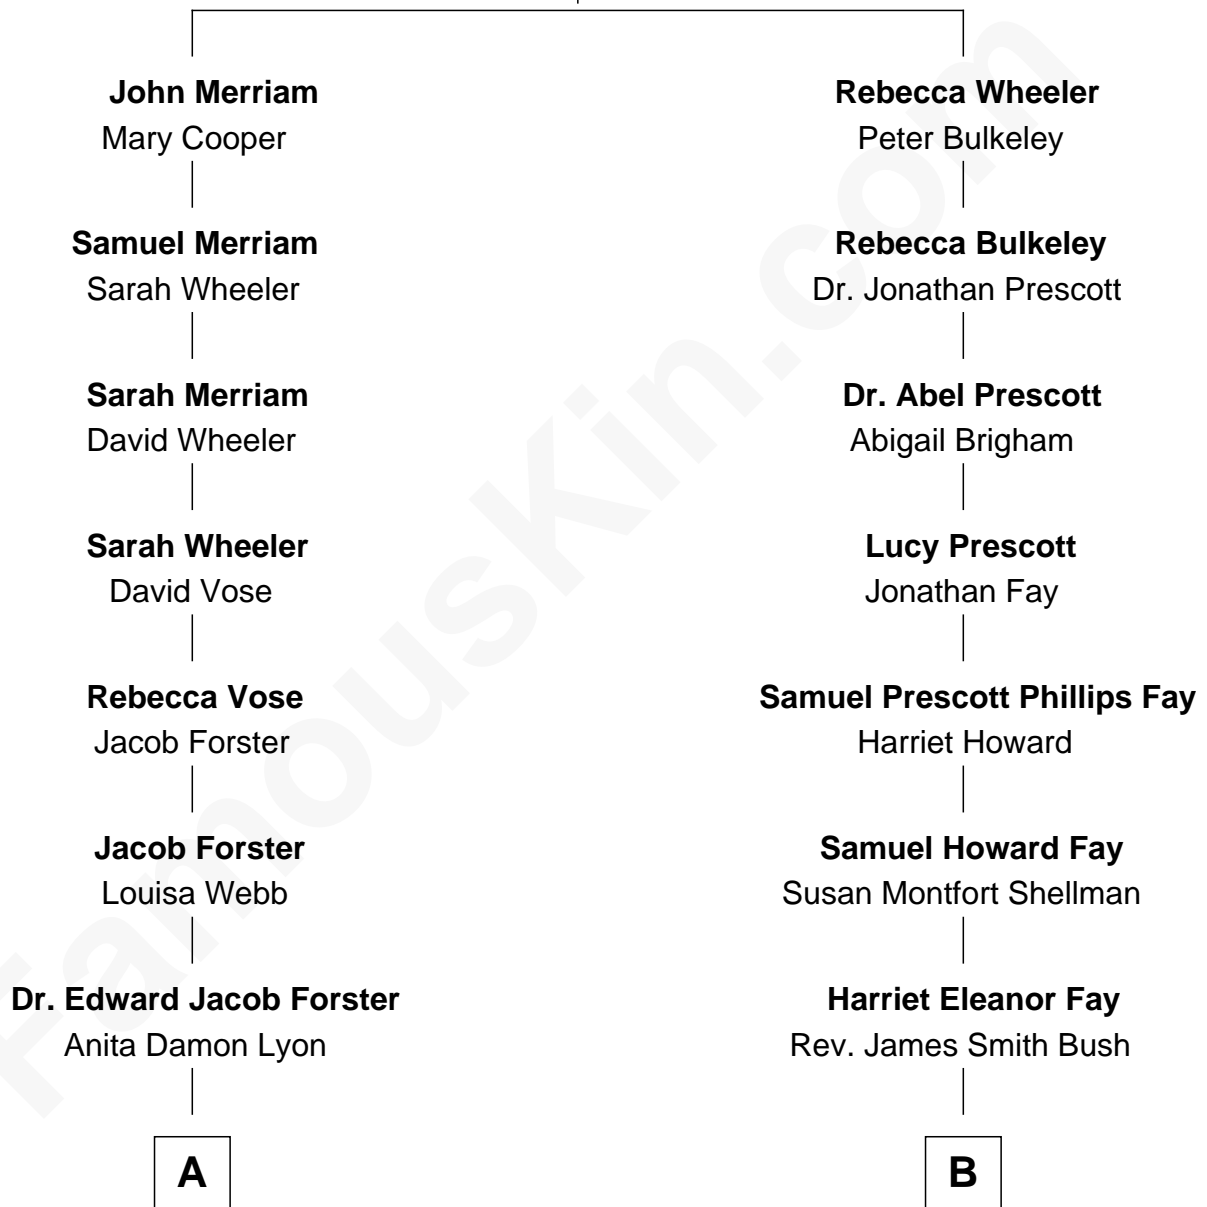 John Merriam
Mary Cooper
Rebecca Wheeler
Peter Bulkeley
Samuel Merriam
Sarah Wheeler
Rebecca Bulkeley
Dr. Jonathan Prescott
Sarah Merriam
David Wheeler
Dr. Abel Prescott
Abigail Brigham
Sarah Wheeler
David Vose
Lucy Prescott
Jonathan Fay
Rebecca Vose
Jacob Forster
Samuel Prescott Phillips Fay
Harriet Howard
Jacob Forster
Louisa Webb
Samuel Howard Fay
Susan Montfort Shellman
Dr. Edward Jacob Forster
Anita Damon Lyon
Harriet Eleanor Fay
Rev. James Smith Bush
A
B
FamousKin.com